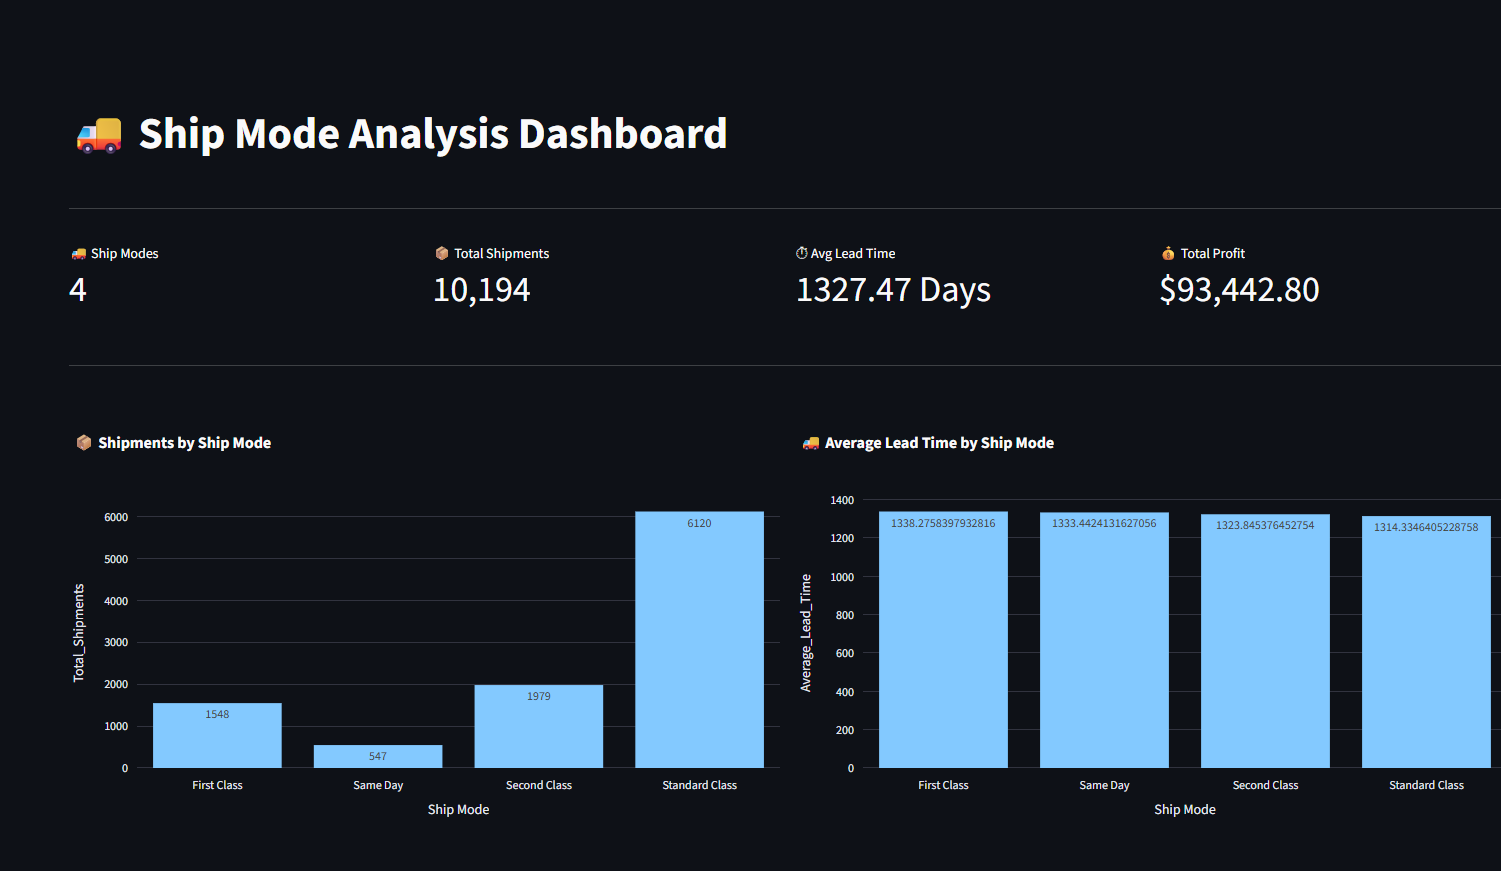 Ship Mode Analysis Dashboard
Ship Modes
4
Total Shipments
10,194
Avg Lead Time
1327.47 Days
Total Profit
$93,442.80
Shipments by Ship Mode
Total_Shipments
6000
5000
4000
3000
2000
1000
0
1548
547
1979
6120
First Class
Same Day
Second Class
Standard Class
Ship Mode
Average Lead Time by Ship Mode
Average_Lead_Time
1400
1200
1000
800
600
400
200
0
1338.2758397932816
1333.4424131627056
1323.845376452754
1314.3346405228758
First Class
Same Day
Second Class
Standard Class
Ship Mode